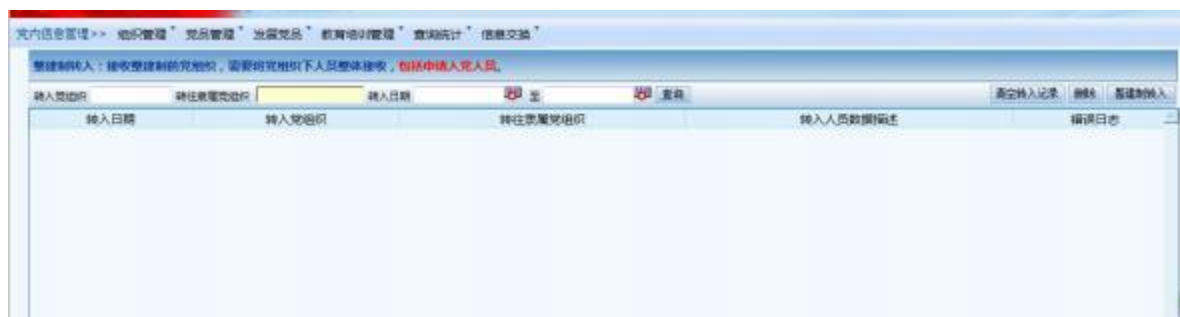 党内信息管理>> 组织管理 党员管理 发展党员 教育培训管理 查询统计 信息交换
整建制转入：接收整建制的党组织，需要将党组织下人员整体接收，包括申请入党人员。
转入党组织 转往隶属党组织 转入日期 至 查询 清空转入记录 删除 整建制转入
转入日期 转入党组织 转往隶属党组织 转入人员数据描述 错误日志